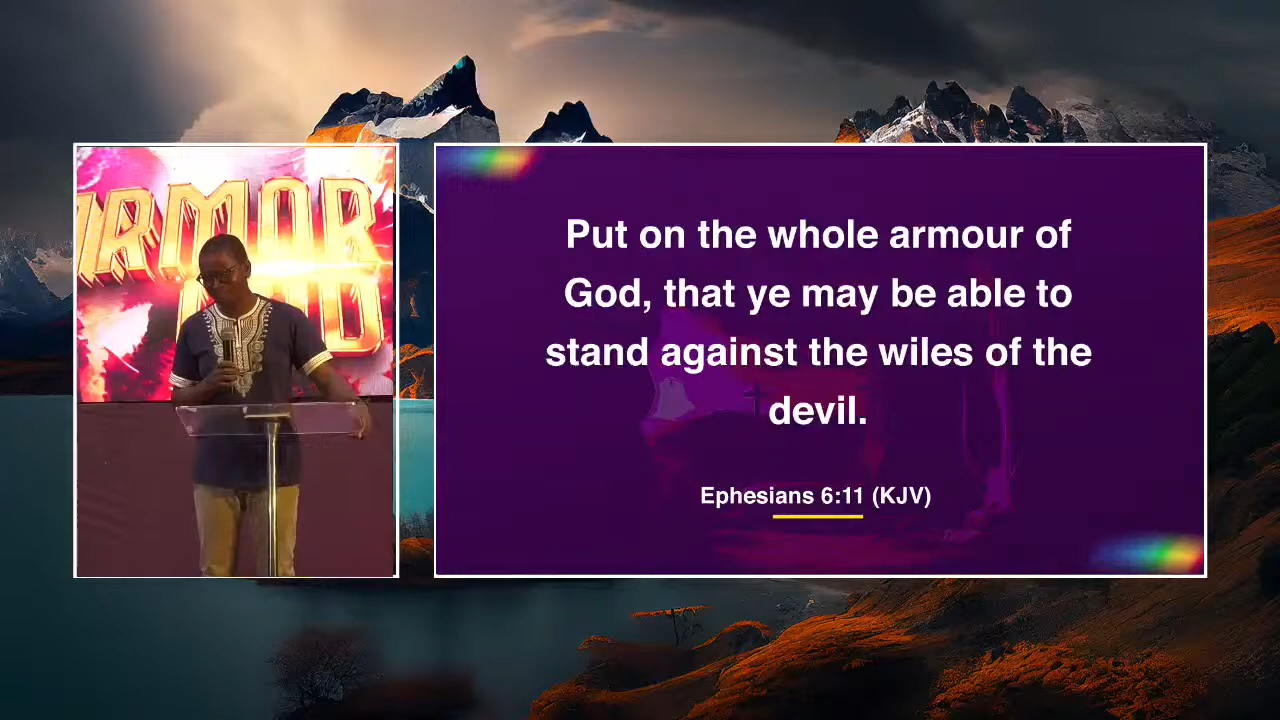 ARMOR
Put on the whole armour of
God, that ye may be able to
stand against the wiles of the
devil.
Ephesians 6:11 (KJV)